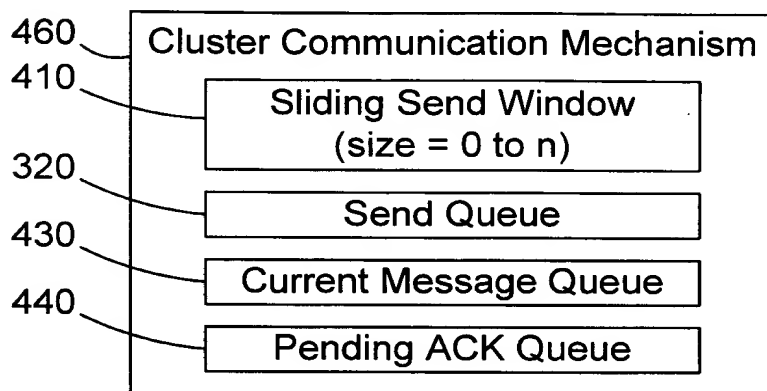 460
Cluster Communication Mechanism
410
Sliding Send Window
(size = 0 to n)
320
Send Queue
430
Current Message Queue
440
Pending ACK Queue